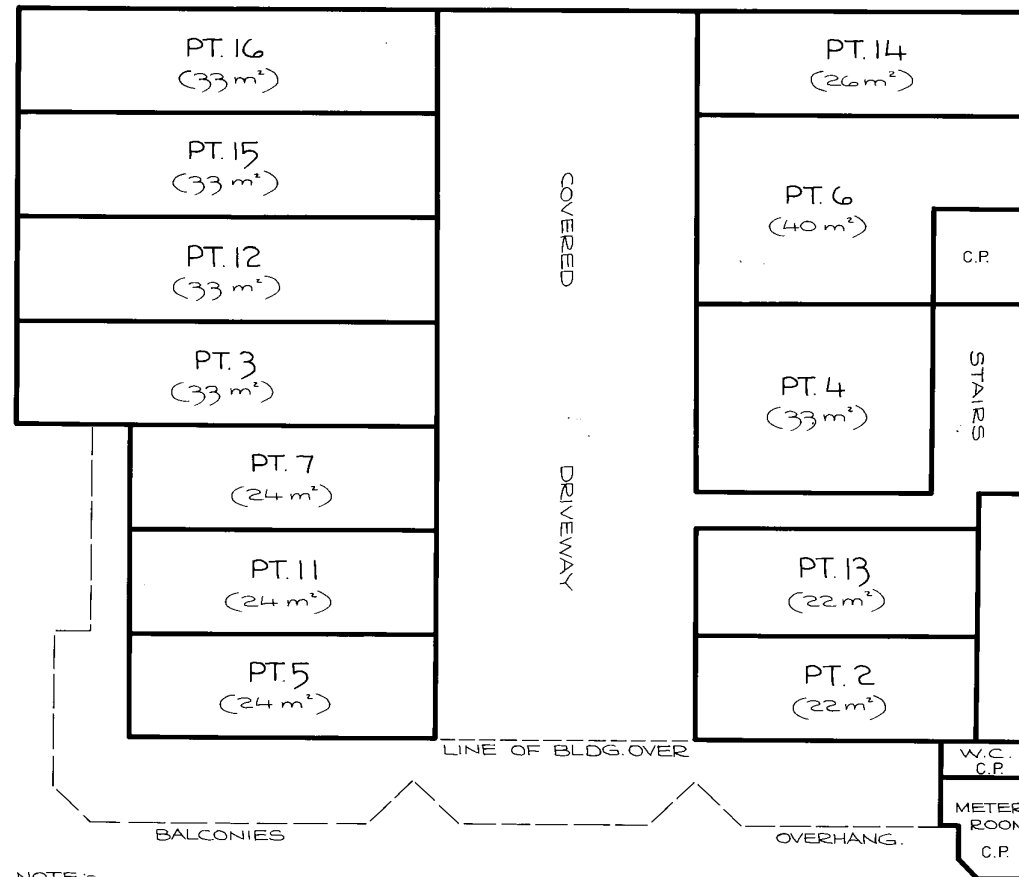 PT. 16
(33 m²)
PT. 15
(33 m²)
PT. 12
(33 m²)
PT. 3
(33 m²)
PT. 7
(24 m²)
PT. 11
(24 m²)
PT. 5
(24 m²)
COVERED DRIVEWAY
PT. 14
(26 m²)
PT. 6
(40 m²)
C.P.
PT. 4
(33 m²)
STAIRS
PT. 13
(22 m²)
PT. 2
(22 m²)
LINE OF BLDG. OVER
W.C.
C.P.
METER
ROOM
C.P.
BALCONIES
OVERHANG.
NOTE:-